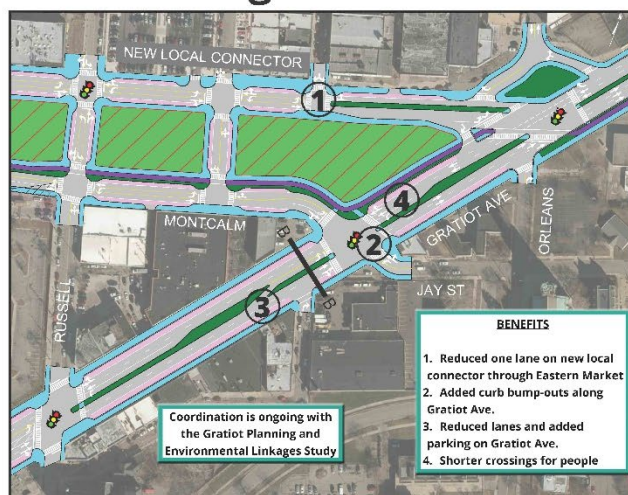 NEW LOCAL CONNECTOR
1
4
MONTCALM
GRATIOT AVE
ORLEANS
2
B
B
JAY ST
3
RUSSELL
Coordination is ongoing with
the Gratiot Planning and
Environmental Linkages Study
BENEFITS
1. Reduced one lane on new local
connector through Eastern Market
2. Added curb bump-outs along
Gratiot Ave.
3. Reduced lanes and added
parking on Gratiot Ave.
4. Shorter crossings for people